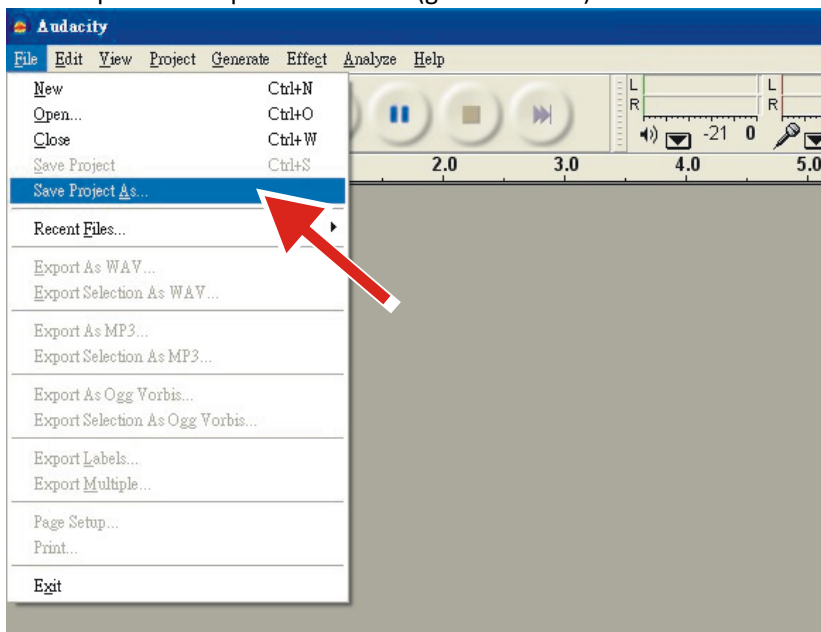 Audacity
File Edit View Project Generate Effect Analyze Help
New Ctrl+N
Open... Ctrl+O
Close Ctrl+W
Save Project Ctrl+S
Save Project As...
Recent Files...
Export As WAV...
Export Selection As WAV...
Export As MP3...
Export Selection As MP3...
Export As Ogg Vorbis...
Export Selection As Ogg Vorbis...
Export Labels...
Export Multiple...
Page Setup...
Print...
Exit
L L
R R
-21 0
2.0 3.0 4.0 5.0